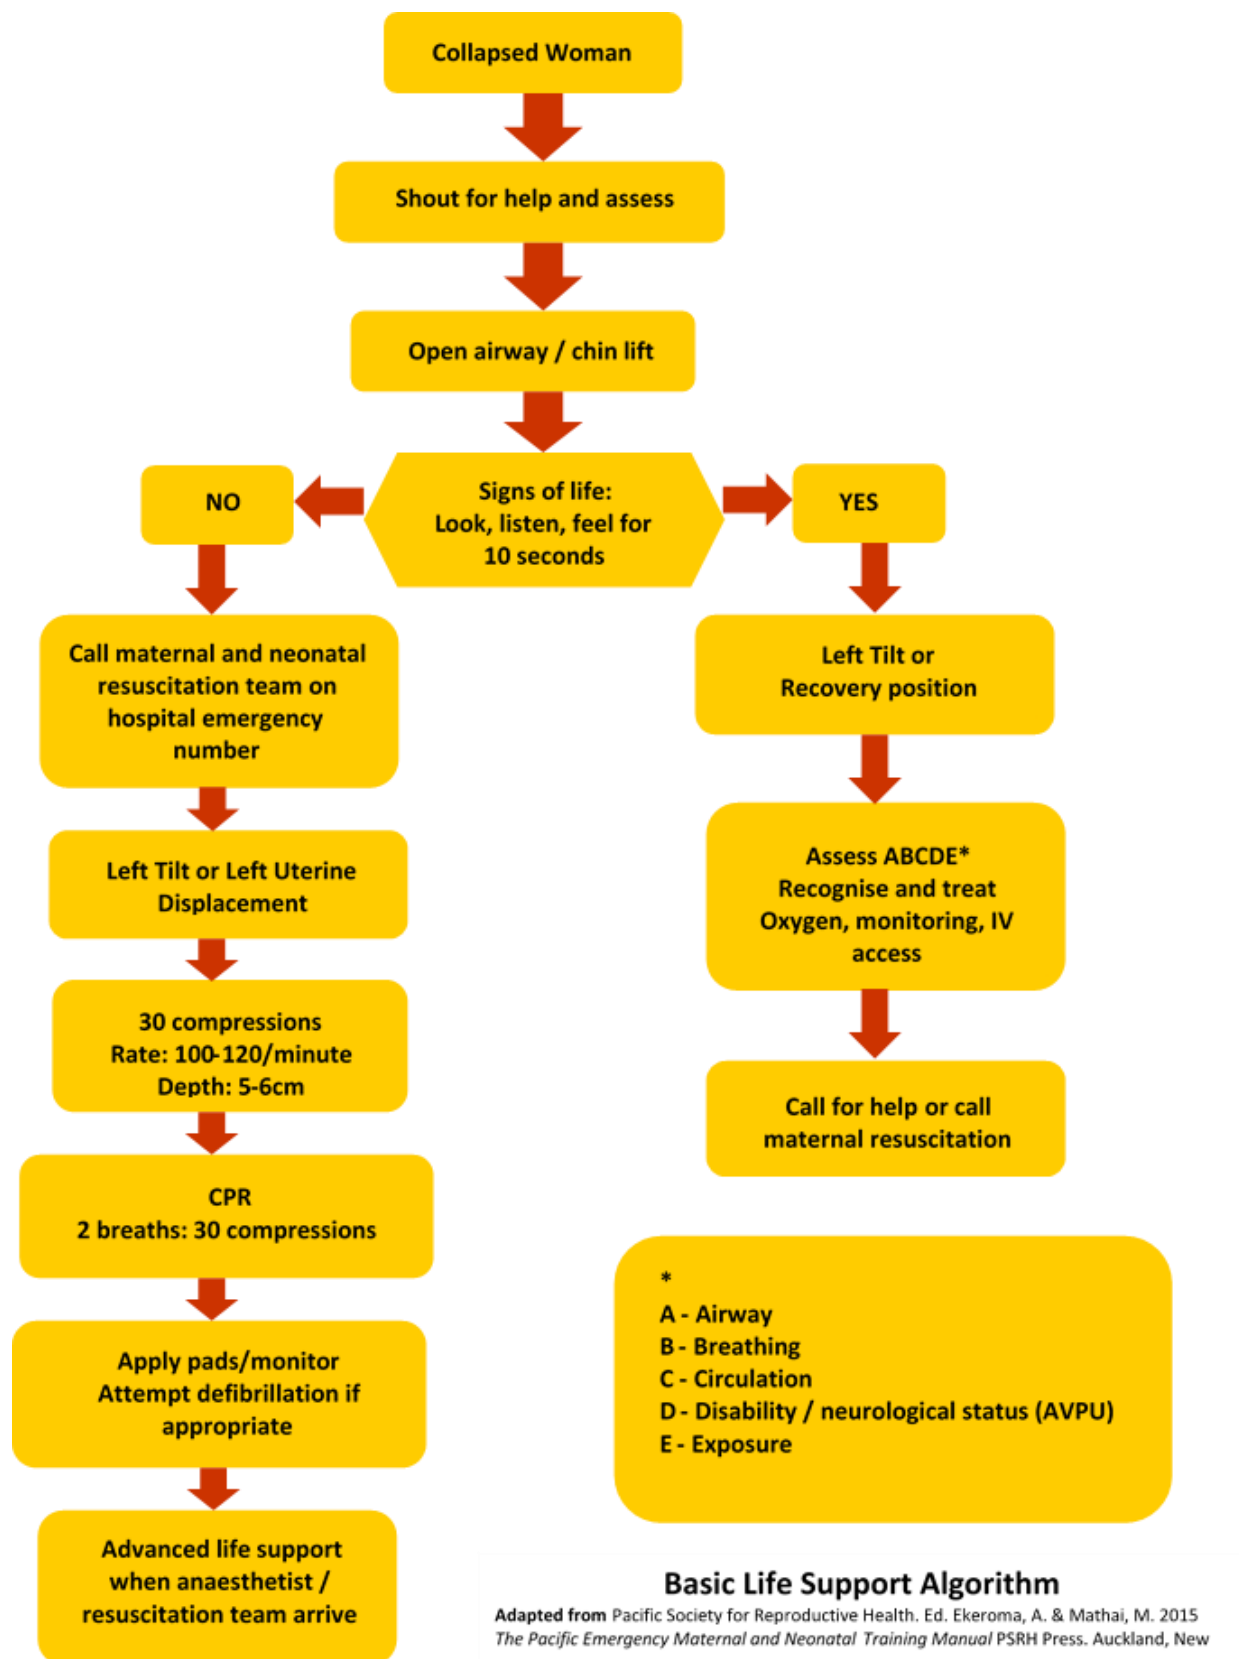 Collapsed Woman
Shout for help and assess
Open airway / chin lift
Signs of life:
Look, listen, feel for
10 seconds
NO
YES
Call maternal and neonatal
resuscitation team on
hospital emergency
number
Left Tilt or Left Uterine
Displacement
30 compressions
Rate: 100-120/minute
Depth: 5-6cm
CPR
2 breaths: 30 compressions
Apply pads/monitor
Attempt defibrillation if
appropriate
Advanced life support
when anaesthetist /
resuscitation team arrive
Left Tilt or
Recovery position
Assess ABCDE*
Recognise and treat
Oxygen, monitoring, IV
access
Call for help or call
maternal resuscitation
*
A - Airway
B - Breathing
C - Circulation
D - Disability / neurological status (AVPU)
E - Exposure
Basic Life Support Algorithm
Adapted from Pacific Society for Reproductive Health. Ed. Ekeroma, A. & Mathai, M. 2015
The Pacific Emergency Maternal and Neonatal Training Manual PSRH Press. Auckland, New